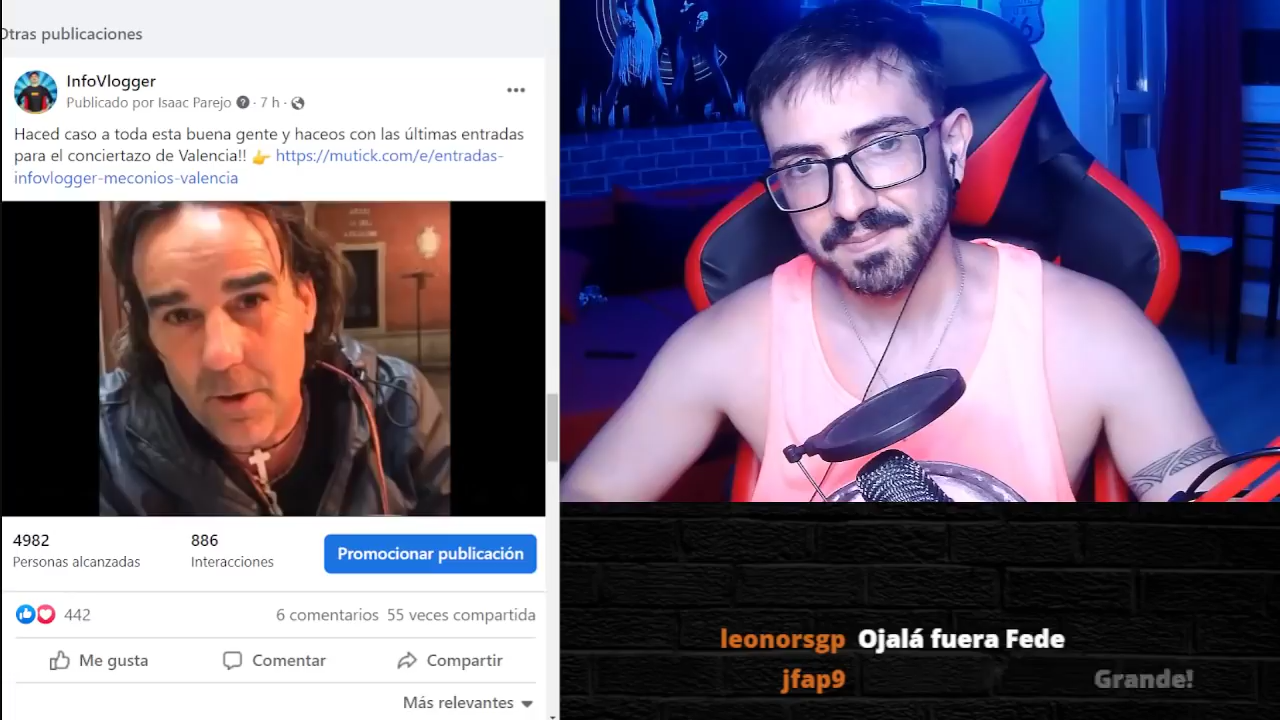 Otras publicaciones
InfoVlogger
Publicado por Isaac Parejo · 7 h ·
Haced caso a toda esta buena gente y haceos con las últimas entradas
para el conciertazo de Valencia!! 👉 https://mutick.com/e/entradas-
infovlogger-meconios-valencia
4982
Personas alcanzadas
886
Interacciones
Promocionar publicación
442
6 comentarios 55 veces compartida
Me gusta
Comentar
Compartir
Más relevantes
leonorsgp Ojalá fuera Fede
jfap9 Grande!